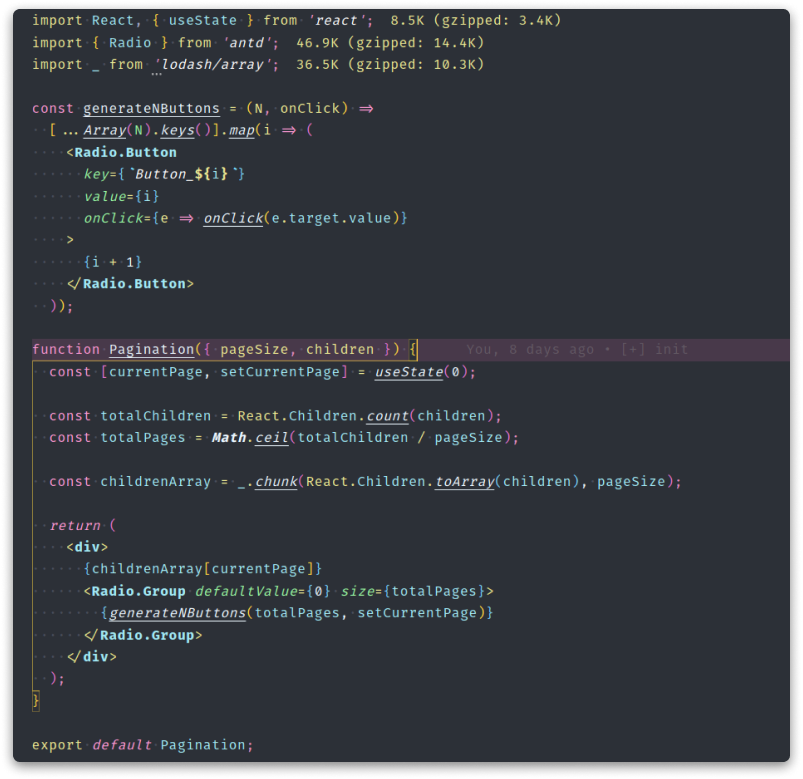 import React, { useState } from 'react';  8.5K (gzipped: 3.4K)
import { Radio } from 'antd';  46.9K (gzipped: 14.4K)
import _ from 'lodash/array';  36.5K (gzipped: 10.3K)

const generateNButtons = (N, onClick) =>
  [...Array(N).keys()].map(i => (
    <Radio.Button
      key={`Button_${i}`}
      value={i}
      onClick={e => onClick(e.target.value)}
    >
      {i + 1}
    </Radio.Button>
  ));

function Pagination({ pageSize, children }) {      You, 8 days ago • [+] init
  const [currentPage, setCurrentPage] = useState(0);

  const totalChildren = React.Children.count(children);
  const totalPages = Math.ceil(totalChildren / pageSize);

  const childrenArray = _.chunk(React.Children.toArray(children), pageSize);

  return (
    <div>
      {childrenArray[currentPage]}
      <Radio.Group defaultValue={0} size={totalPages}>
        {generateNButtons(totalPages, setCurrentPage)}
      </Radio.Group>
    </div>
  );
}

export default Pagination;